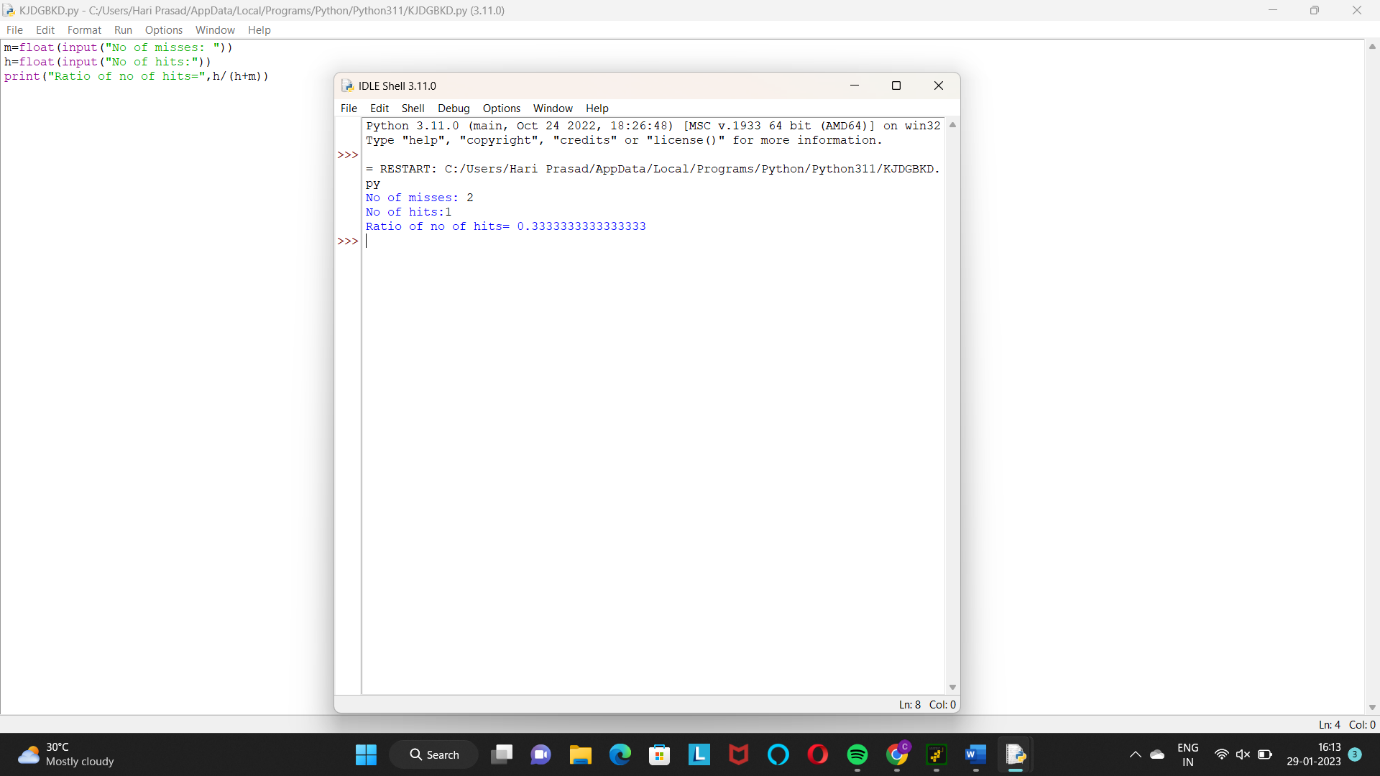 KJDGBKD.py - C:/Users/Hari Prasad/AppData/Local/Programs/Python/Python311/KJDGBKD.py (3.11.0)
File Edit Format Run Options Window Help
m=float(input("No of misses: "))
h=float(input("No of hits:"))
print("Ratio of no of hits=",h/(h+m))
IDLE Shell 3.11.0
File Edit Shell Debug Options Window Help
Python 3.11.0 (main, Oct 24 2022, 18:26:48) [MSC v.1933 64 bit (AMD64)] on win32
Type "help", "copyright", "credits" or "license()" for more information.
>>>
= RESTART: C:/Users/Hari Prasad/AppData/Local/Programs/Python/Python311/KJDGBKD.
py
No of misses: 2
No of hits:1
Ratio of no of hits= 0.3333333333333333
>>>
Ln: 8 Col: 0
Ln: 4 Col: 0
30°C
Mostly cloudy
Search
L
W
C
ENG
IN
16:13
29-01-2023
3